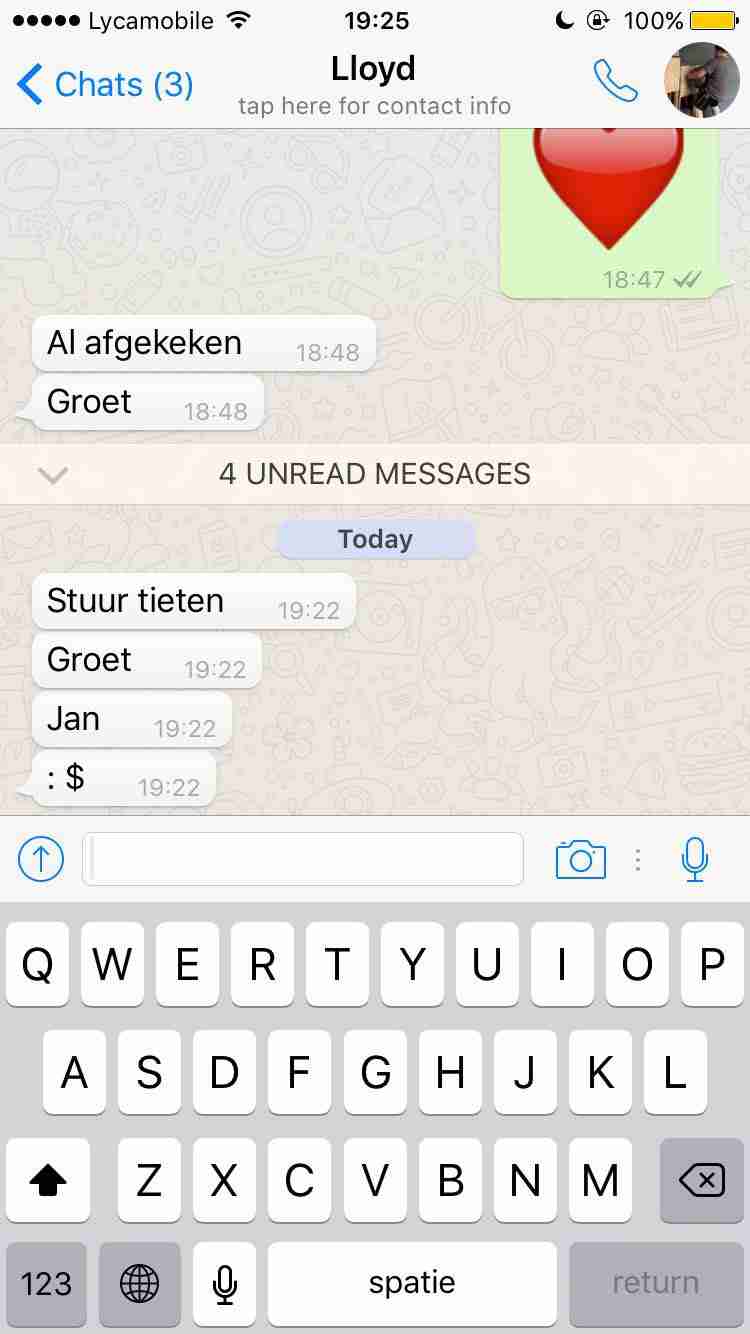 Lycamobile 19:25 100%
Chats (3) Lloyd
tap here for contact info
18:47
Al afgekeken 18:48
Groet 18:48
4 UNREAD MESSAGES
Today
Stuur tieten 19:22
Groet 19:22
Jan 19:22
: $ 19:22
Q W E R T Y U I O P
A S D F G H J K L
Z X C V B N M
123 spatie return